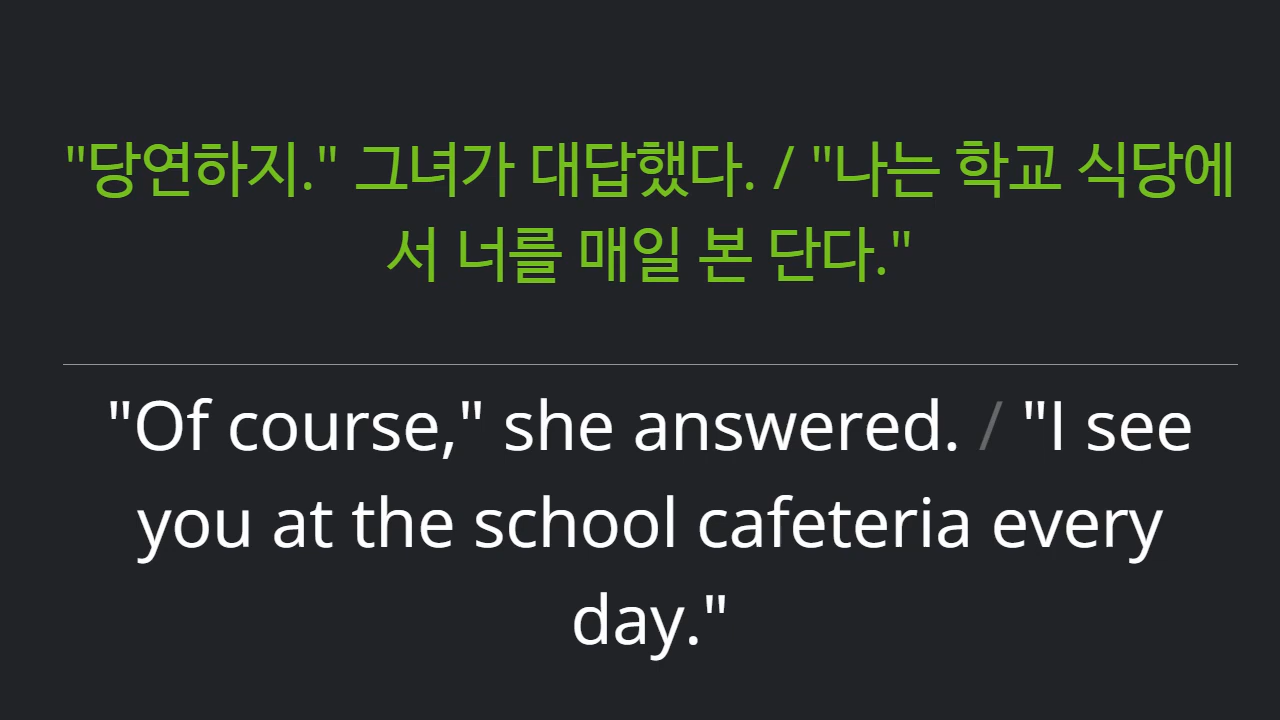 "당연하지." 그녀가 대답했다. / "나는 학교 식당에
서 너를 매일 본 단다."
"Of course," she answered. / "I see
you at the school cafeteria every
day."